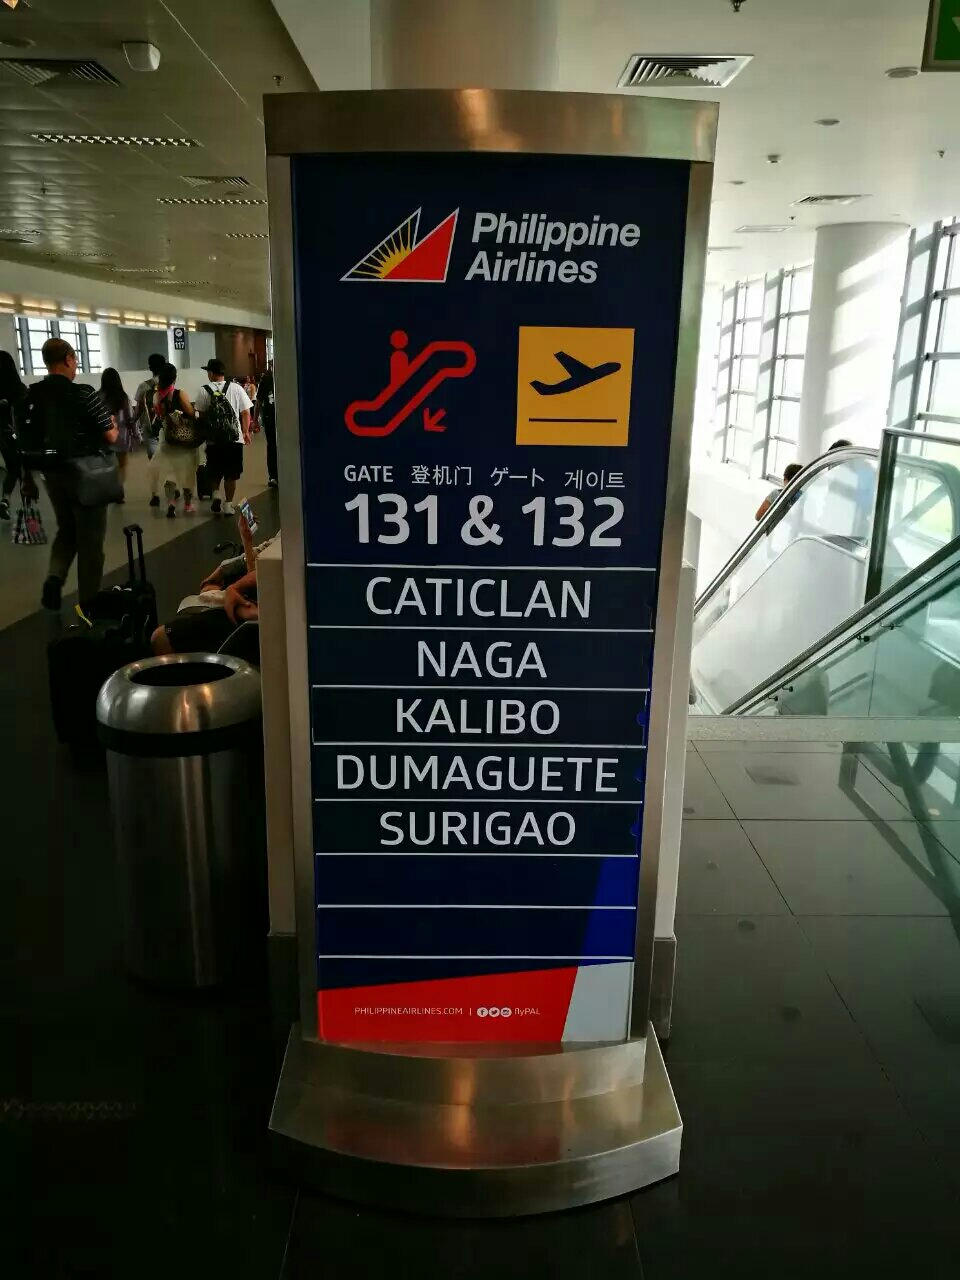 Philippine
Airlines
GATE 登机门 ゲート 게이트
131 & 132
CATICLAN
NAGA
KALIBO
DUMAGUETE
SURIGAO
PHILIPPINEAIRLINES.COM | flyPAL
117